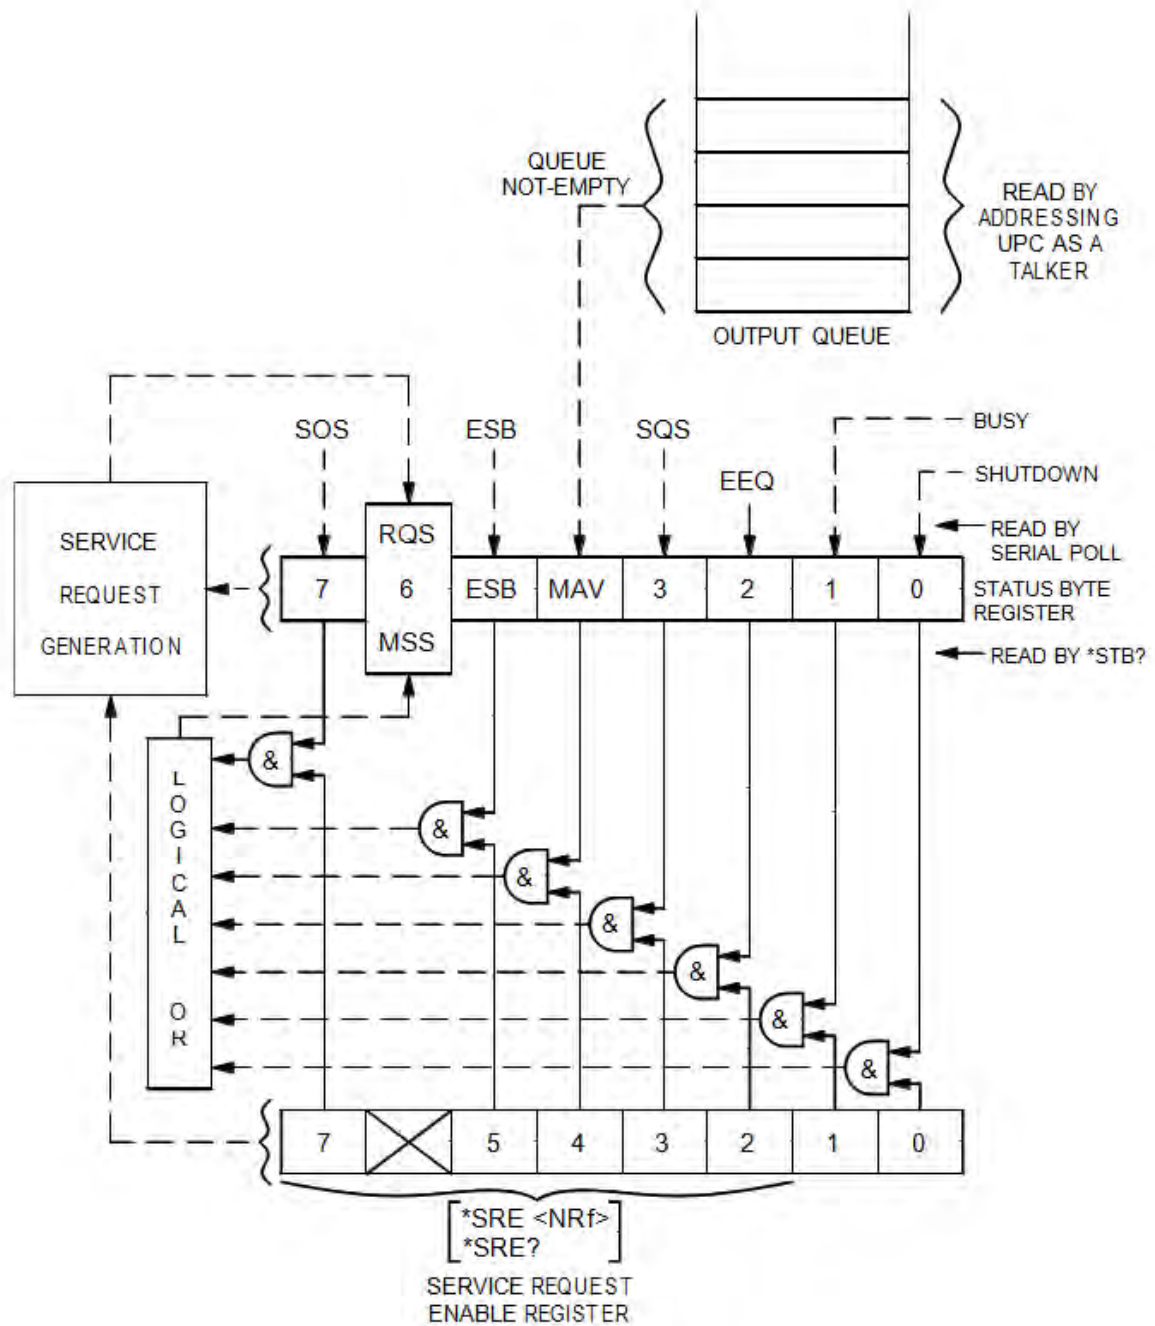 QUEUE
NOT-EMPTY
READ BY
ADDRESSING
UPC AS A
TALKER
OUTPUT QUEUE
SOS
ESB
SQS
BUSY
EEQ
SHUTDOWN
SERVICE
REQUEST
GENERATION
RQS
READ BY
SERIAL POLL
7
6
ESB
MAV
3
2
1
0
STATUS BYTE
REGISTER
MSS
READ BY *STB?
LOGICAL OR
&
&
&
&
&
&
&
7
5
4
3
2
1
0
*SRE <NRf>
*SRE?
SERVICE REQUEST
ENABLE REGISTER